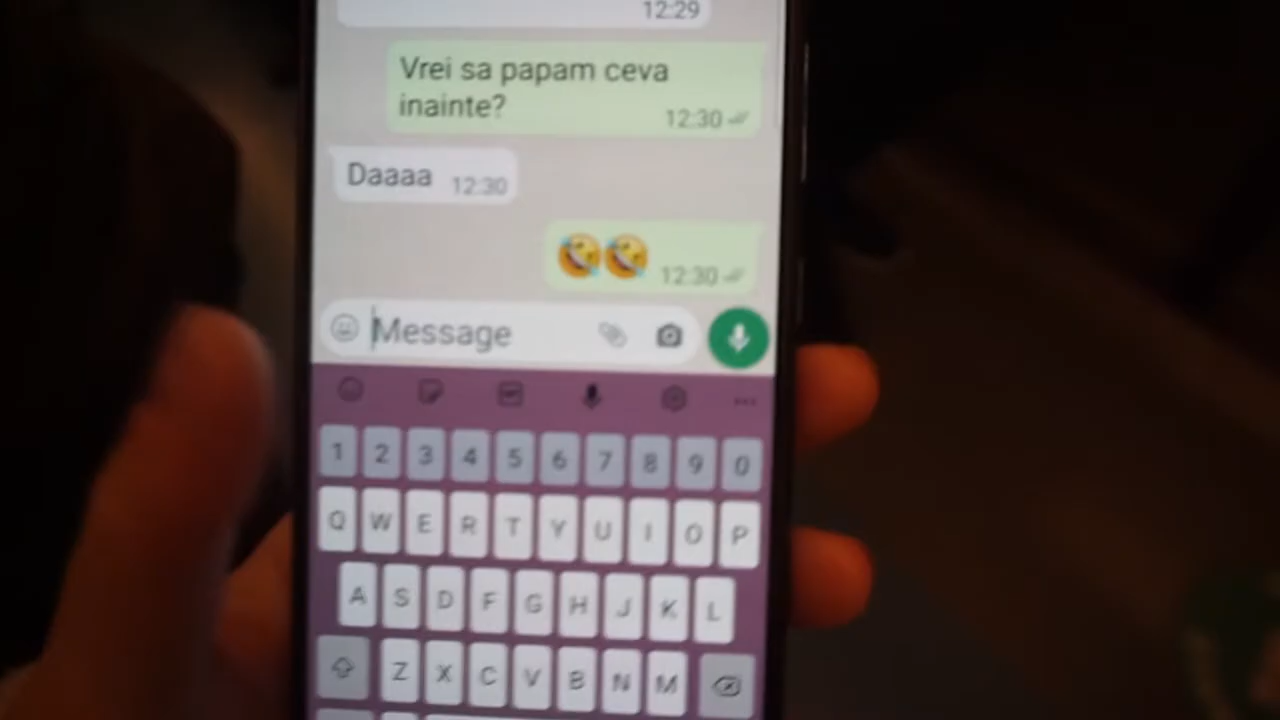 12:29
Vrei sa papam ceva
inainte?
12:30
Daaaa 12:30
🤣🤣 12:30
Message
1 2 3 4 5 6 7 8 9 0
Q W E R T Y U I O P
A S D F G H J K L
Z X C V B N M